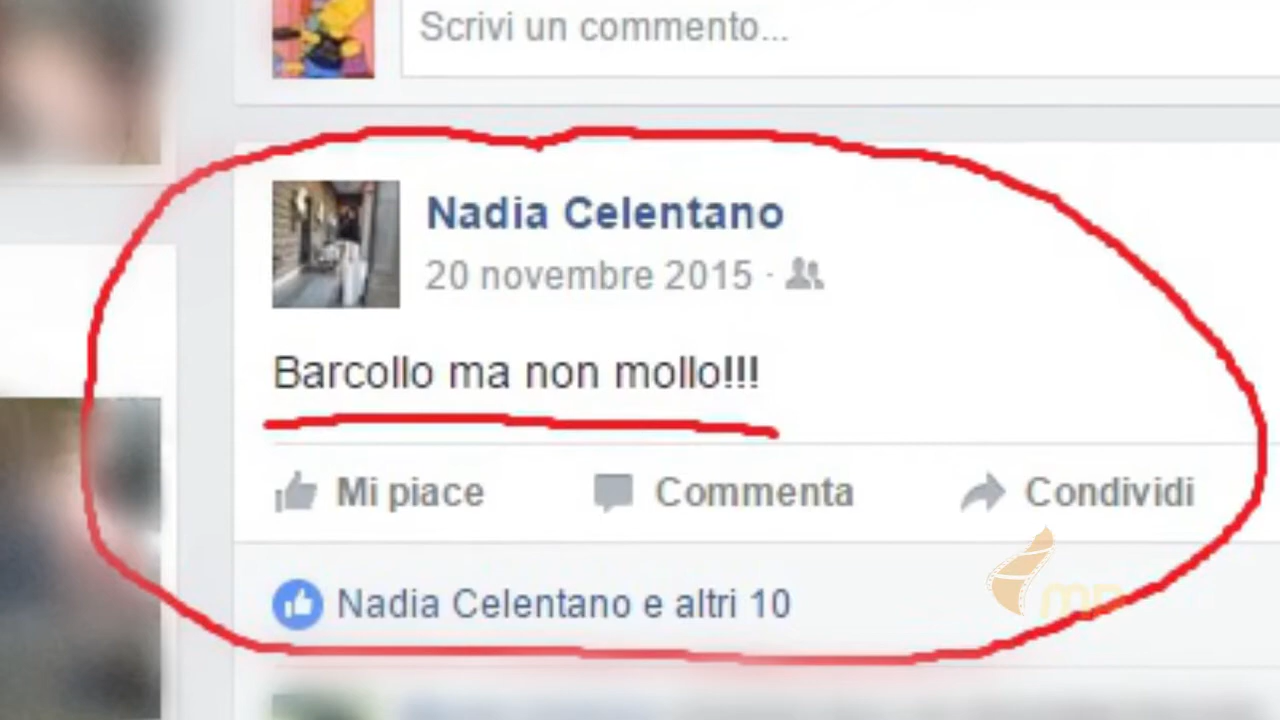 Scrivi un commento...
Nadia Celentano
20 novembre 2015 ·
Barcollo ma non mollo!!!
Mi piace
Commenta
Condividi
Nadia Celentano e altri 10